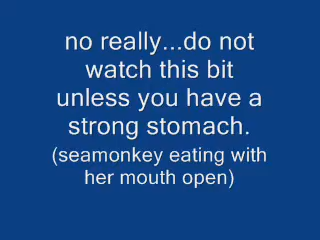 no really...do not
watch this bit
unless you have a
strong stomach.
(seamonkey eating with
her mouth open)